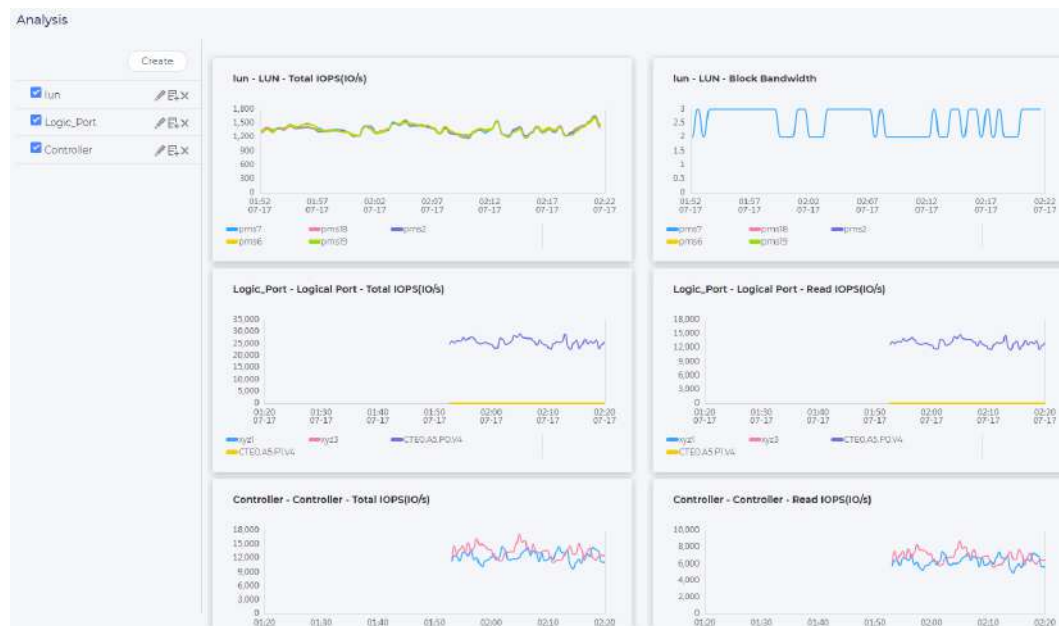 Analysis
Create
lun
Logic_Port
Controller
lun - LUN - Total IOPS(IO/s)
1,800
1,500
1,200
900
600
300
0
01:52 01:57 02:02 02:07 02:12 02:17 02:22
07-17 07-17 07-17 07-17 07-17 07-17 07-17
pms7 pms18 pms2
pms6 pms19
lun - LUN - Block Bandwidth
3
2.5
2
1.5
1
0.5
0
01:52 01:57 02:02 02:07 02:12 02:17 02:22
07-17 07-17 07-17 07-17 07-17 07-17 07-17
pms7 pms18 pms2
pms6 pms19
Logic_Port - Logical Port - Total IOPS(IO/s)
35,000
30,000
25,000
20,000
15,000
10,000
5,000
0
01:20 01:30 01:40 01:50 02:00 02:10 02:20
07-17 07-17 07-17 07-17 07-17 07-17 07-17
xyz1 xyz3 CTE0.A5.P0.V4
CTE0.A5.P1.V4
Logic_Port - Logical Port - Read IOPS(IO/s)
18,000
15,000
12,000
9,000
6,000
3,000
0
01:20 01:30 01:40 01:50 02:00 02:10 02:20
07-17 07-17 07-17 07-17 07-17 07-17 07-17
xyz1 xyz3 CTE0.A5.P0.V4
CTE0.A5.P1.V4
Controller - Controller - Total IOPS(IO/s)
18,000
15,000
12,000
9,000
6,000
3,000
0
01:20 01:30 01:40 01:50 02:00 02:10 02:20
Controller - Controller - Read IOPS(IO/s)
10,000
8,000
6,000
4,000
2,000
0
01:20 01:30 01:40 01:50 02:00 02:10 02:20